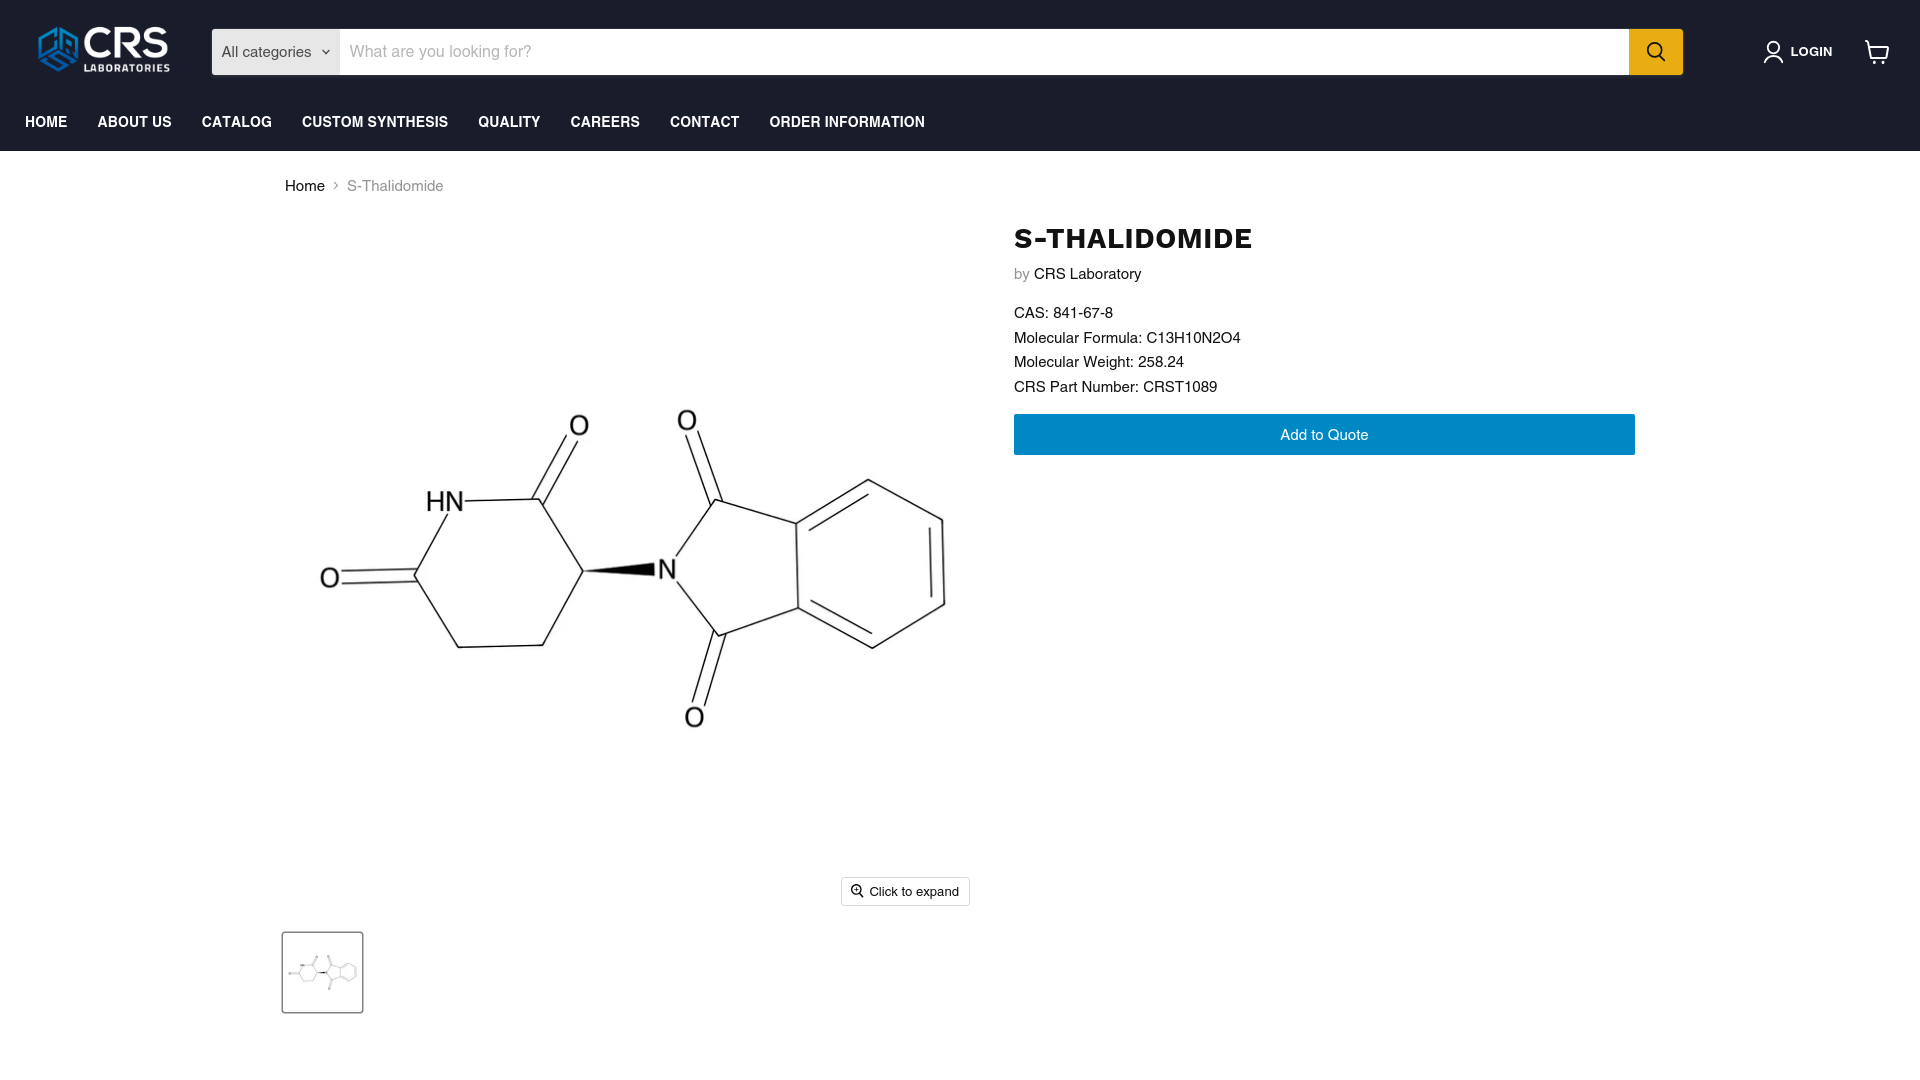 CRS
LABORATORIES
All categories
What are you looking for?
LOGIN
HOME
ABOUT US
CATALOG
CUSTOM SYNTHESIS
QUALITY
CAREERS
CONTACT
ORDER INFORMATION
Home
S-Thalidomide
S-THALIDOMIDE
by CRS Laboratory
CAS: 841-67-8
Molecular Formula: C13H10N2O4
Molecular Weight: 258.24
CRS Part Number: CRST1089
Add to Quote
O
O
HN
N
O
O
Click to expand